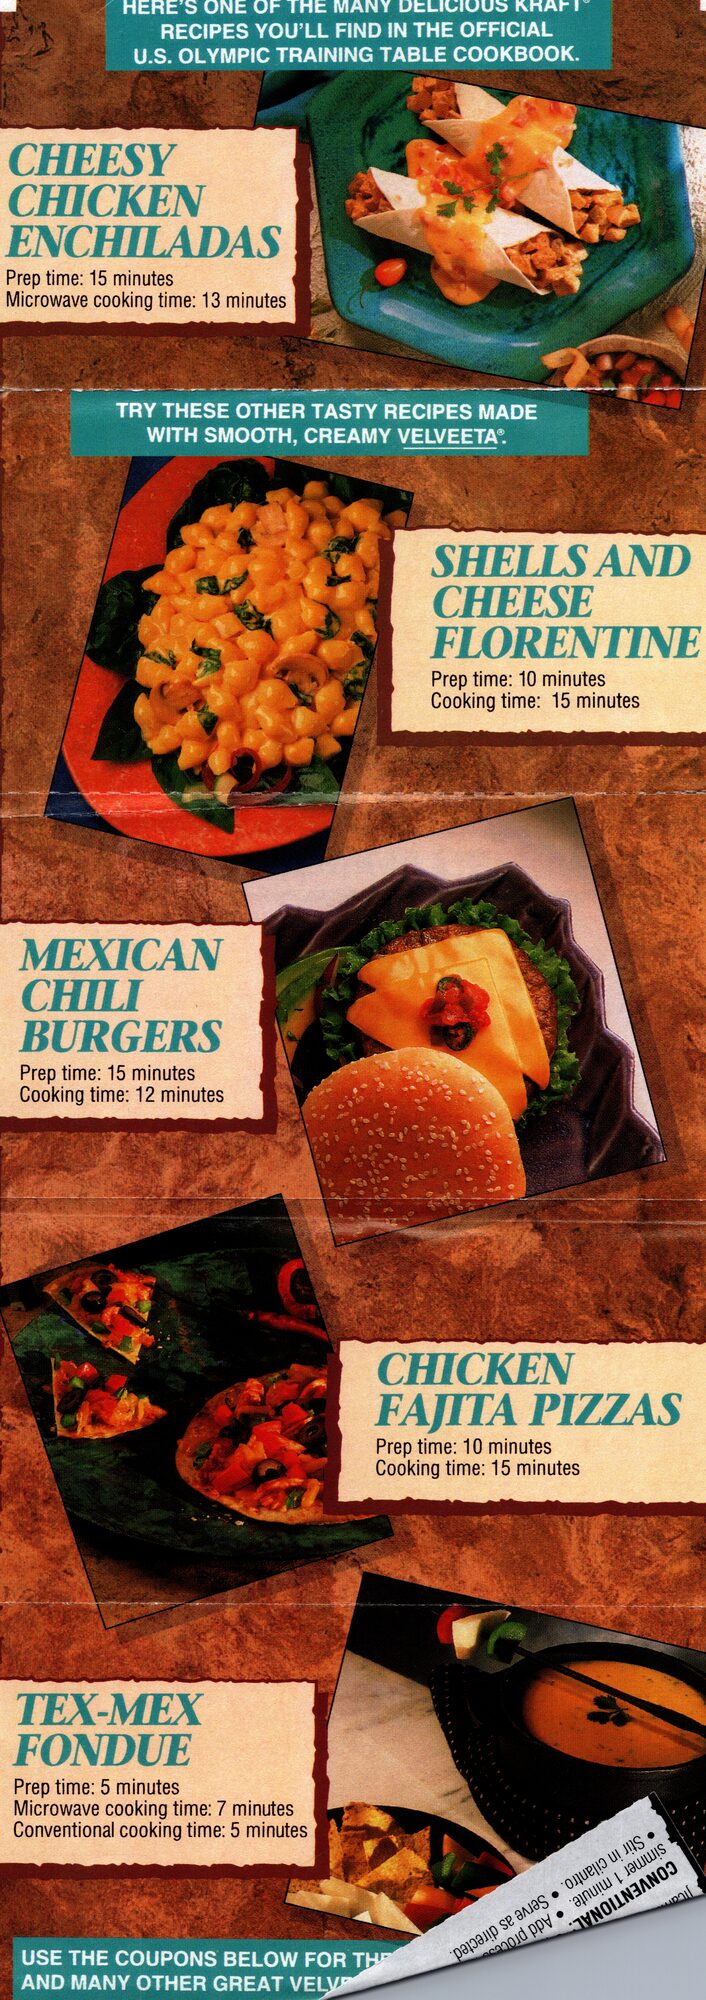 HERE'S ONE OF THE MANY DELICIOUS KRAFT®
RECIPES YOU'LL FIND IN THE OFFICIAL
U.S. OLYMPIC TRAINING TABLE COOKBOOK.
CHEESY
CHICKEN
ENCHILADAS
Prep time: 15 minutes
Microwave cooking time: 13 minutes
TRY THESE OTHER TASTY RECIPES MADE
WITH SMOOTH, CREAMY VELVEETA®.
SHELLS AND
CHEESE
FLORENTINE
Prep time: 10 minutes
Cooking time: 15 minutes
MEXICAN
CHILI
BURGERS
Prep time: 15 minutes
Cooking time: 12 minutes
CHICKEN
FAJITA PIZZAS
Prep time: 10 minutes
Cooking time: 15 minutes
TEX-MEX
FONDUE
Prep time: 5 minutes
Microwave cooking time: 7 minutes
Conventional cooking time: 5 minutes
USE THE COUPONS BELOW FOR THE
AND MANY OTHER GREAT VELVE
CONVENTIONAL: • Add process
simmer 1 minute. • Serve as directed.
• Stir in cilantro.